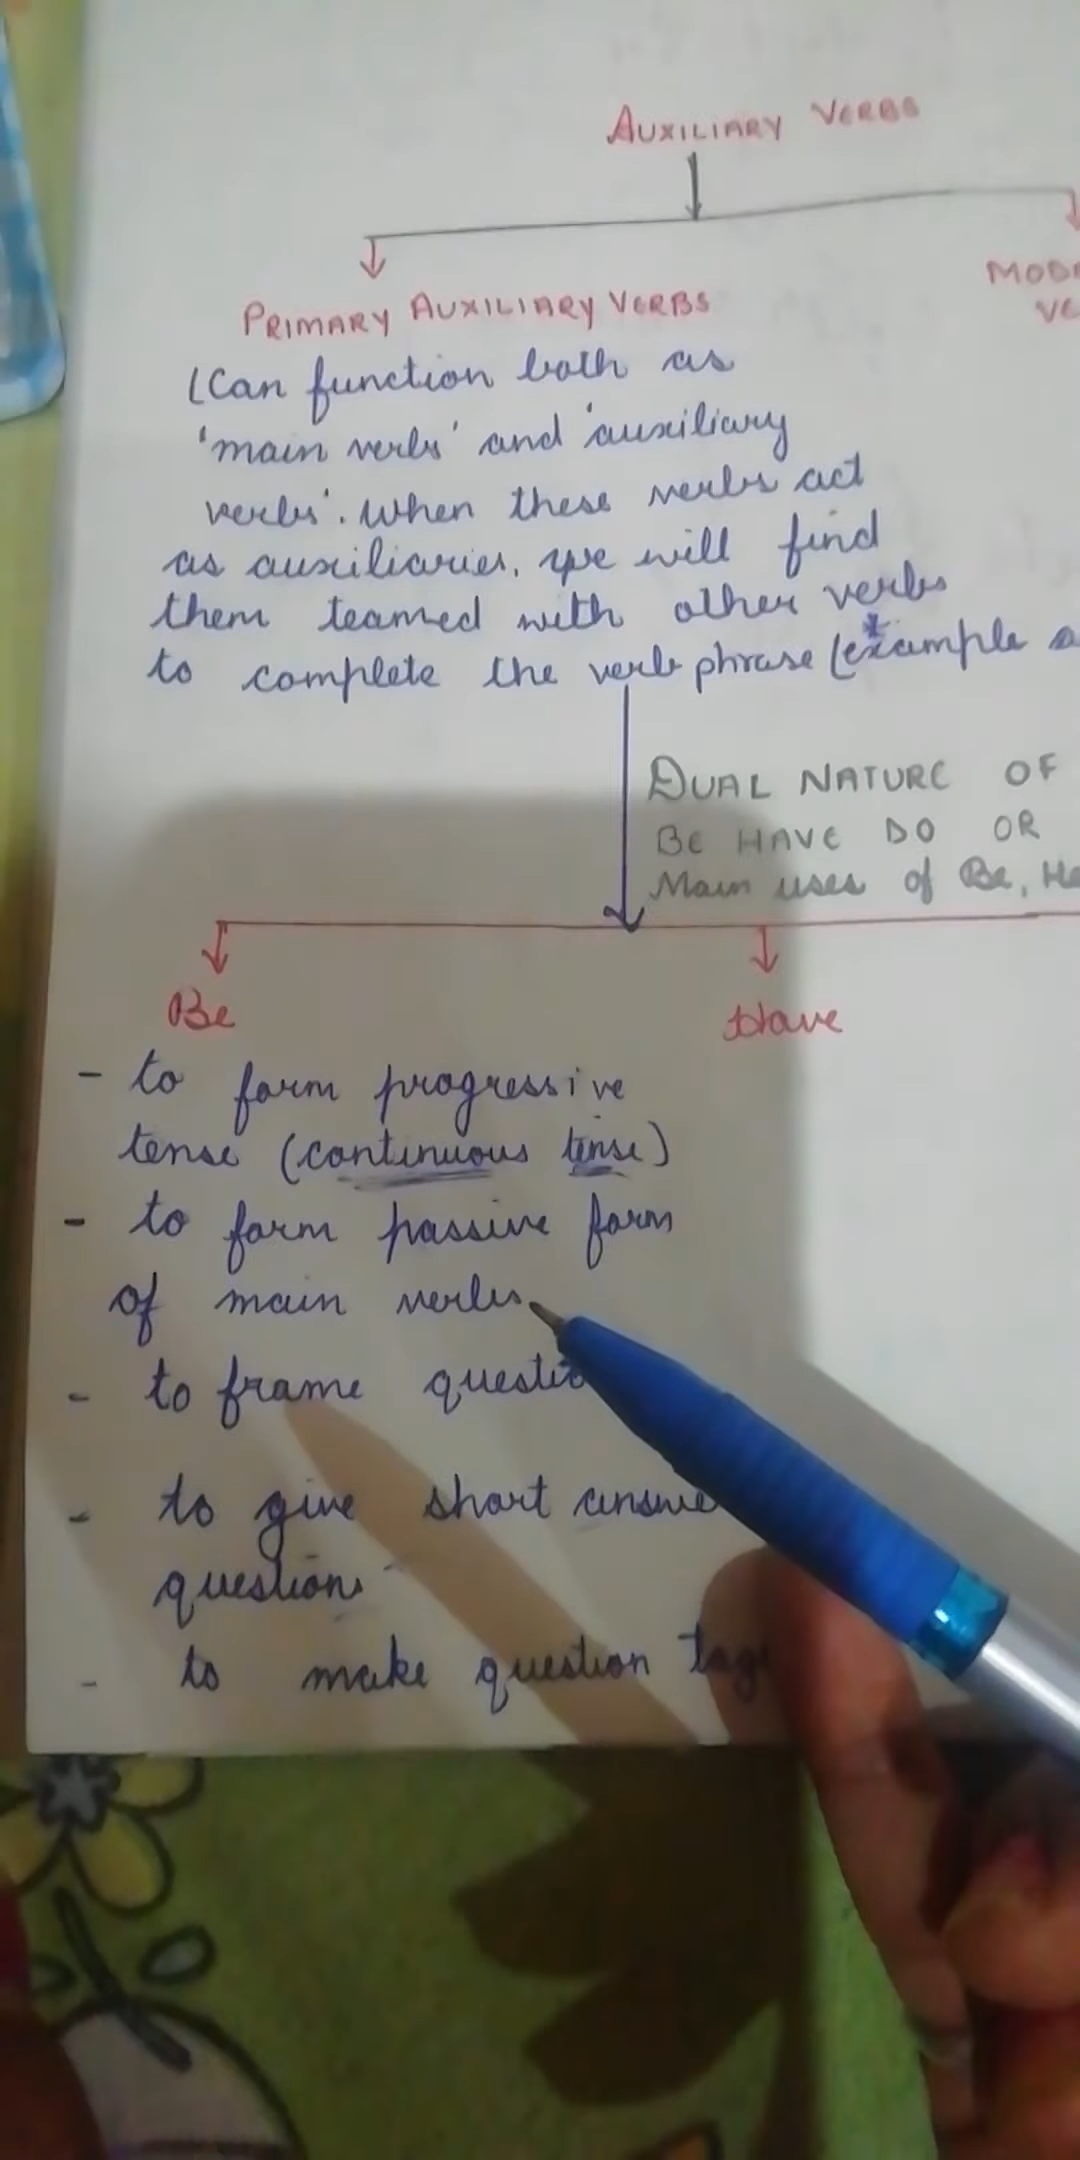 AUXILIARY VERBS
PRIMARY AUXILIARY VERBS
(Can function both as
'main verbs' and 'auxiliary
verbs'. When these verbs act
as auxiliaries, we will find
them teamed with other verbs
to complete the verb phrase (example
DUAL NATURE OF
BE HAVE DO OR
Main uses of Be,
Be
Have
- to form progressive
tense (continuous tense)
- to form passive form
of main verbs
- to frame
- to give short
questions
- to make question tags